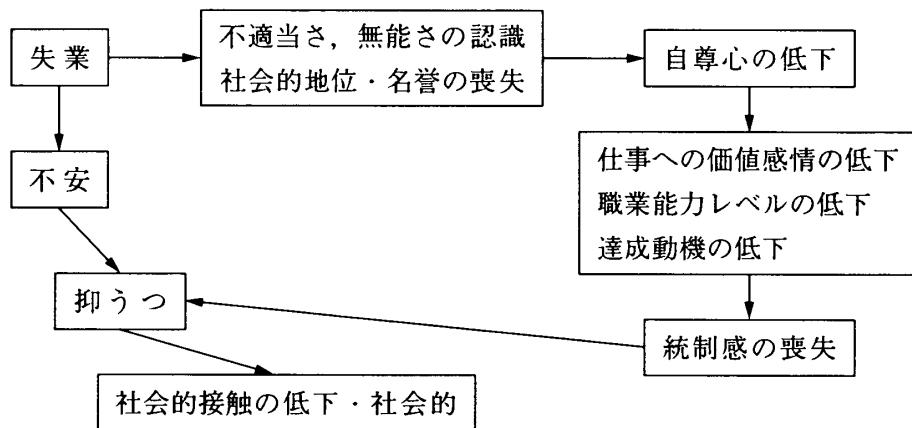 失業
不適当さ，無能さの認識
社会的地位・名誉の喪失
自尊心の低下
不安
仕事への価値感情の低下
職業能力レベルの低下
達成動機の低下
抑うつ
統制感の喪失
社会的接触の低下・社会的